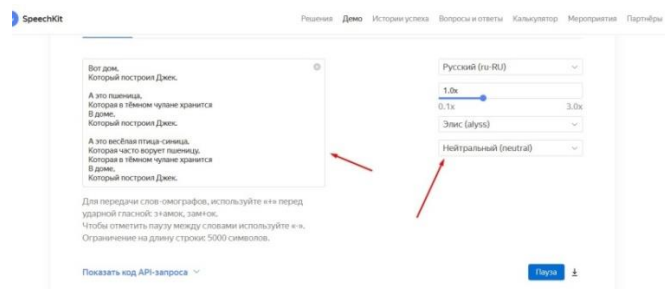 SpeechKit
Решения Демо Истории успеха Вопросы и ответы Калькулятор Мероприятия Партнёры
Вот дом,
Который построил Джек.
А это пшеница,
Которая в тёмном чулане хранится
В доме,
Который построил Джек.
А это весёлая птица-синица,
Которая часто ворует пшеницу,
Которая в тёмном чулане хранится
В доме,
Который построил Джек.
Русский (ru-RU)
1.0x
0.1x 3.0x
Элис (alyss)
Нейтральный (neutral)
Для передачи слов-омографов, используйте «+» перед
ударной гласной: з+амок, зам+ок.
Чтобы отметить паузу между словами используйте «-».
Ограничение на длину строки: 5000 символов.
Показать код API-запроса
Пауза